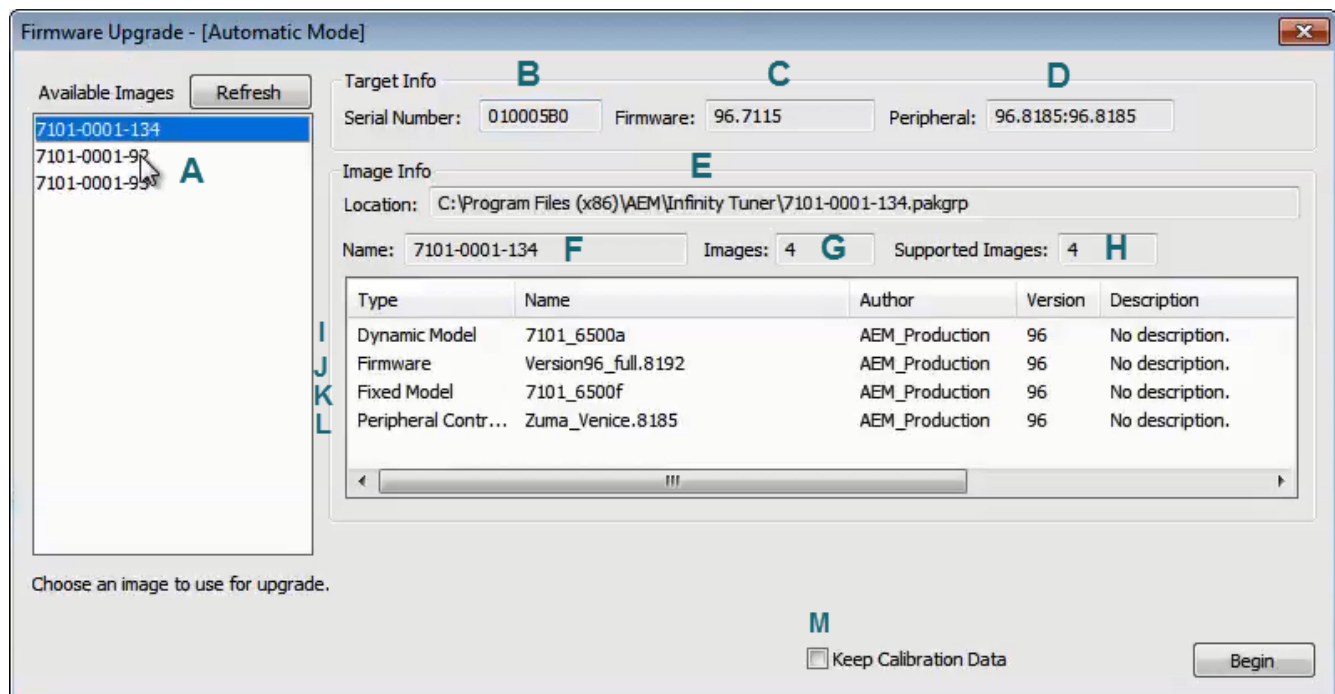 Firmware Upgrade - [Automatic Mode]
Available Images Refresh
7101-0001-134
7101-0001-92
7101-0001-95
A
Choose an image to use for upgrade.
Target Info B C D
Serial Number: 010005B0 Firmware: 96.7115 Peripheral: 96.8185:96.8185
Image Info E
Location: C:\Program Files (x86)\AEM\Infinity Tuner\7101-0001-134.pakgrp
Name: 7101-0001-134 F Images: 4 G Supported Images: 4 H
Type Name Author Version Description
I Dynamic Model 7101_6500a AEM_Production 96 No description.
J Firmware Version96_full.8192 AEM_Production 96 No description.
K Fixed Model 7101_6500f AEM_Production 96 No description.
L Peripheral Contr... Zuma_Venice.8185 AEM_Production 96 No description.
M
Keep Calibration Data Begin